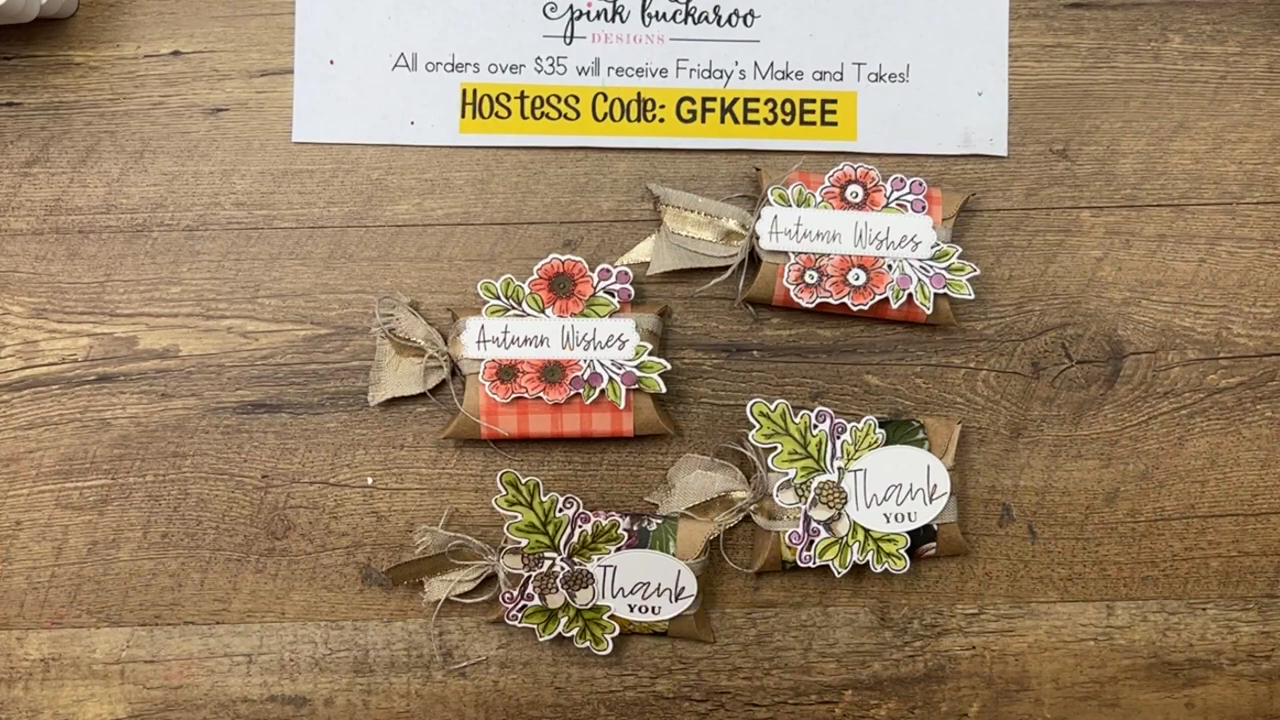 pink buckaroo
DESIGNS
All orders over $35 will receive Friday's Make and Takes!
Hostess Code: GFKE39EE
Autumn Wishes
Autumn Wishes
Thank
YOU
Thank
YOU